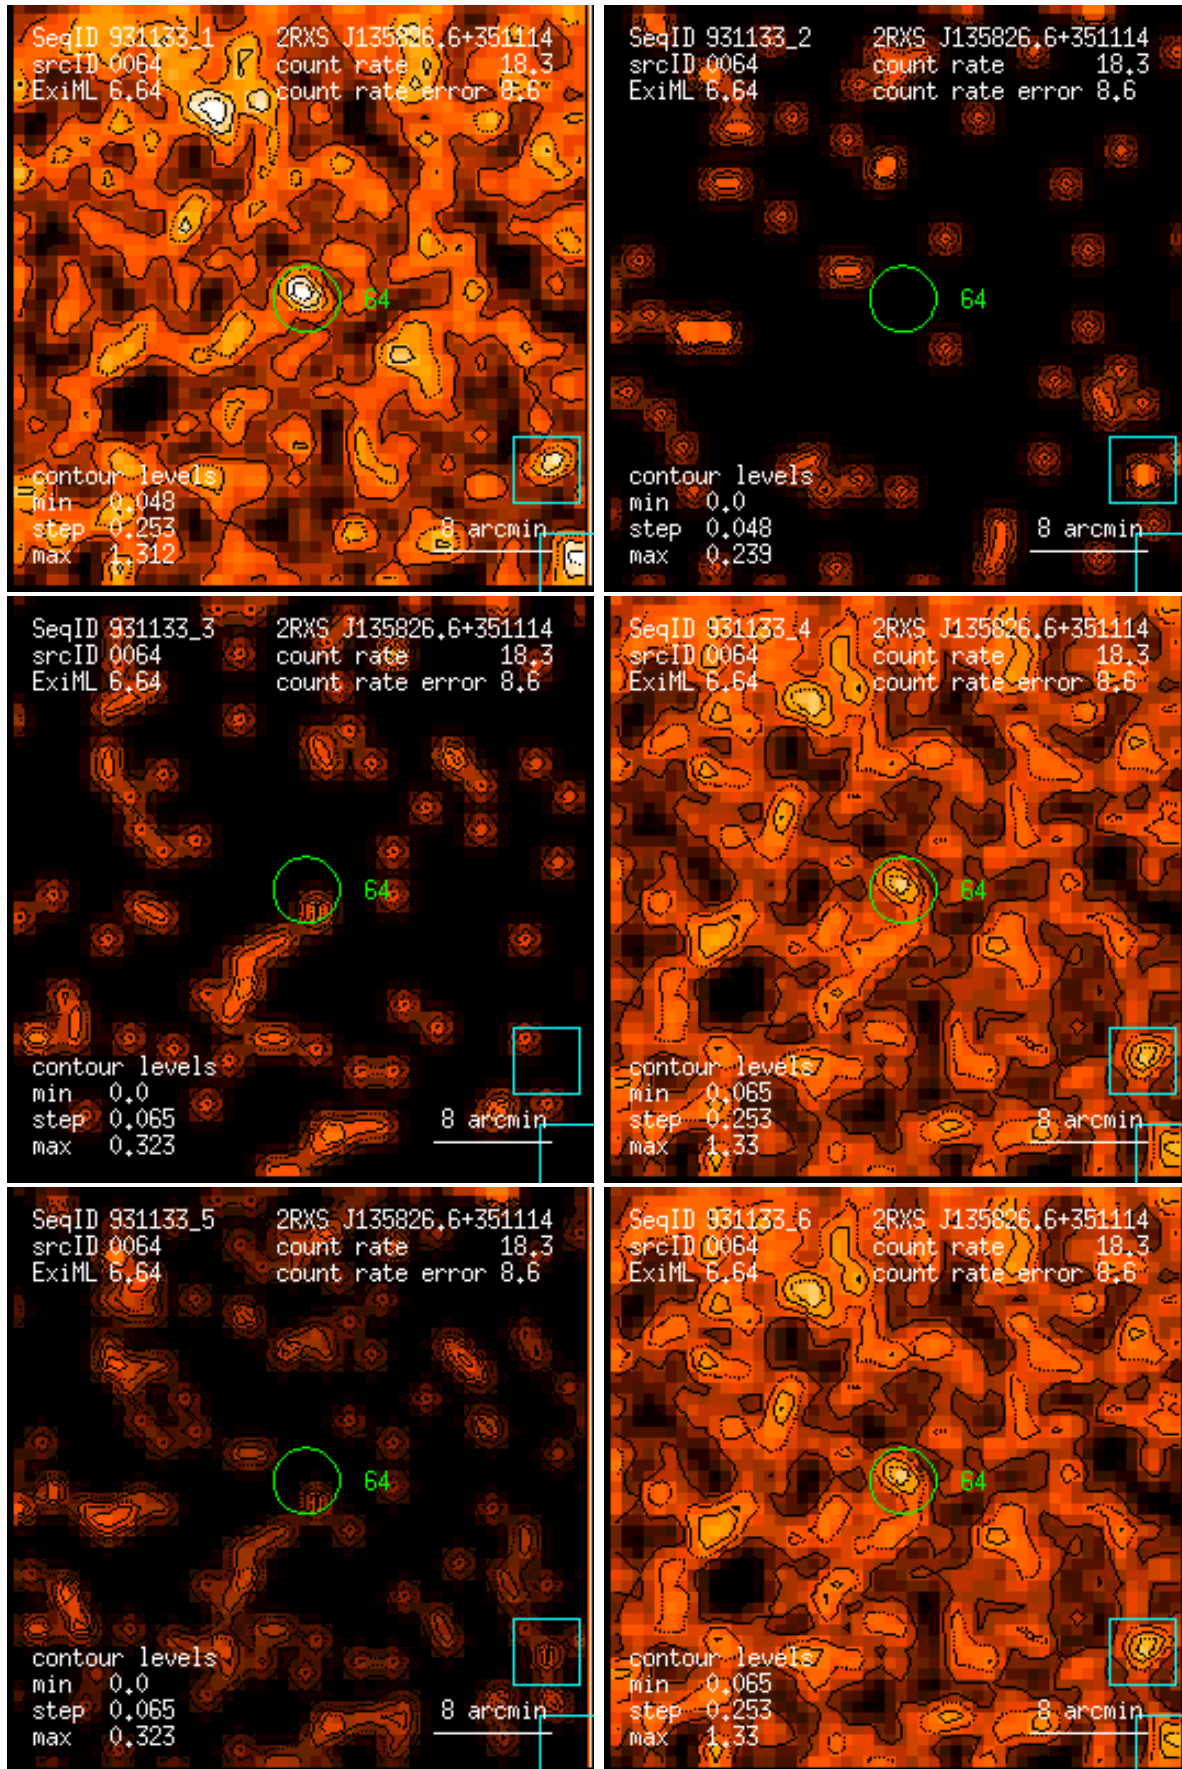 SeqID 931133_1 2RXS J135826.6+351114
srcID 0064 count rate 18.3
ExiML 6.64 count rate error 8.6
64
contour levels
min 0.048
step 0.253 8 arcmin
max 1.312
SeqID 931133_2 2RXS J135826.6+351114
srcID 0064 count rate 18.3
ExiML 6.64 count rate error 8.6
64
contour levels
min 0.0
step 0.048 8 arcmin
max 0.239
SeqID 931133_3 2RXS J135826.6+351114
srcID 0064 count rate 18.3
ExiML 6.64 count rate error 8.6
64
contour levels
min 0.0
step 0.065 8 arcmin
max 0.323
SeqID 931133_4 2RXS J135826.6+351114
srcID 0064 count rate 18.3
ExiML 6.64 count rate error 8.6
64
contour levels
min 0.065
step 0.253 8 arcmin
max 1.33
SeqID 931133_5 2RXS J135826.6+351114
srcID 0064 count rate 18.3
ExiML 6.64 count rate error 8.6
64
contour levels
min 0.0
step 0.065 8 arcmin
max 0.323
SeqID 931133_6 2RXS J135826.6+351114
srcID 0064 count rate 18.3
ExiML 6.64 count rate error 8.6
64
contour levels
min 0.065
step 0.253 8 arcmin
max 1.33